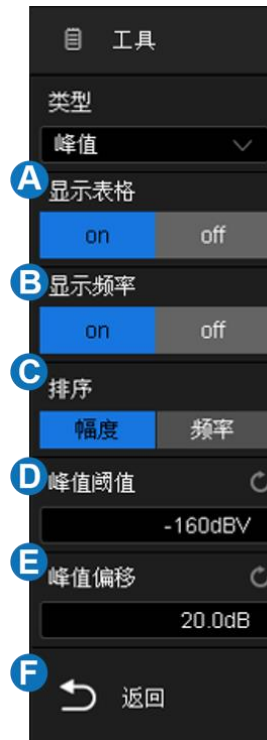 工具
类型
峰值
A
显示表格
on off
B
显示频率
on off
C
排序
幅度 频率
D
峰值阈值
-160dBV
E
峰值偏移
20.0dB
F
返回